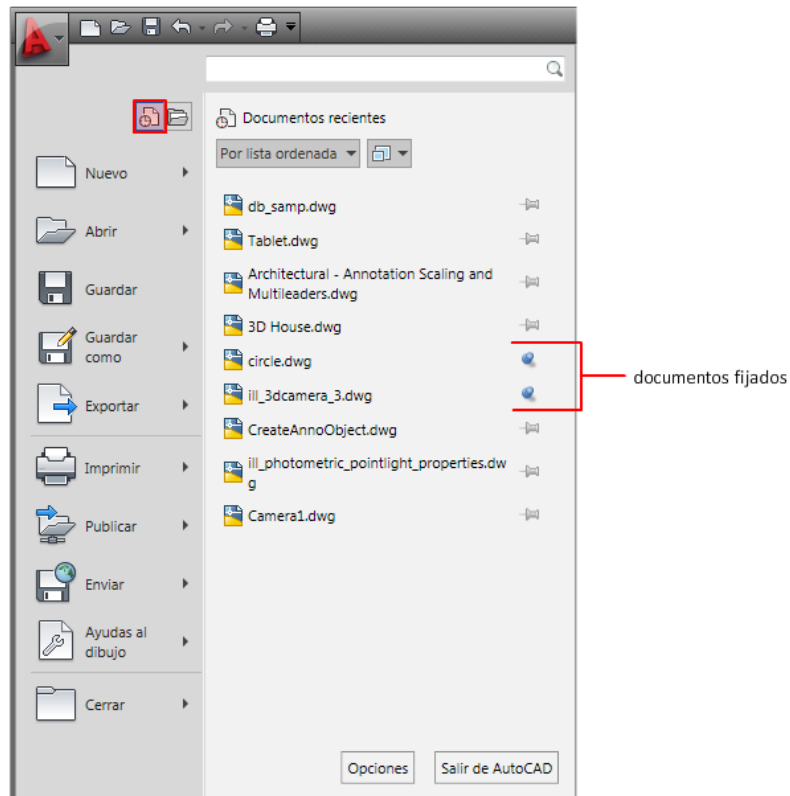 Documentos recientes
Por lista ordenada
Nuevo
Abrir
Guardar
Guardar
como
Exportar
Imprimir
Publicar
Enviar
Ayudas al
dibujo
Cerrar
db_samp.dwg
Tablet.dwg
Architectural - Annotation Scaling and
Multileaders.dwg
3D House.dwg
circle.dwg
ill_3dcamera_3.dwg
CreateAnnoObject.dwg
ill_photometric_pointlight_properties.dw
g
Camera1.dwg
documentos fijados
Opciones
Salir de AutoCAD